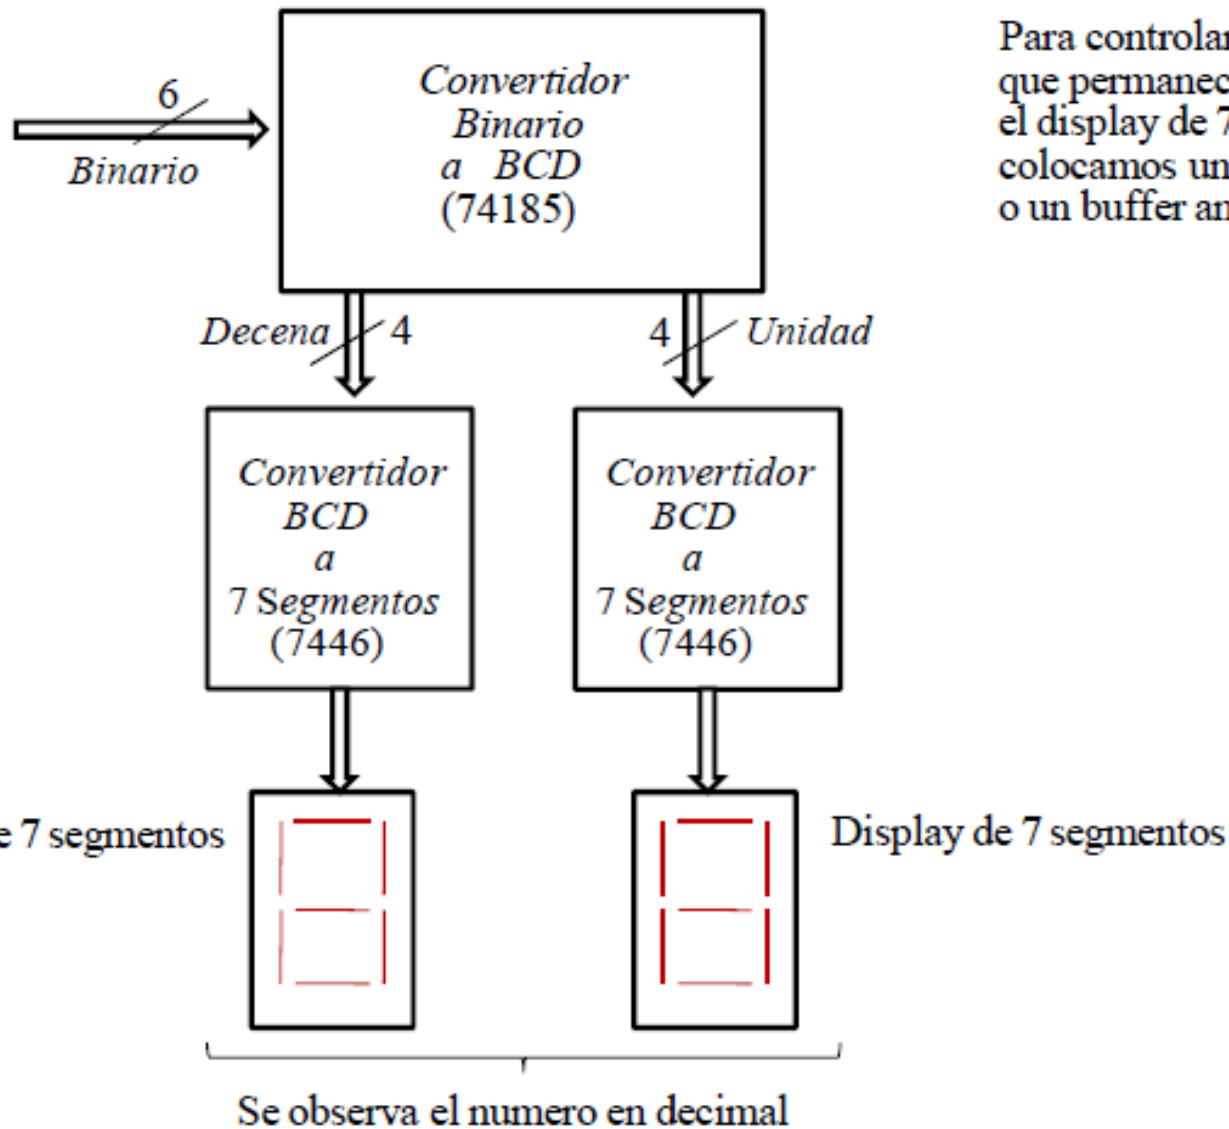 Convertidor
Binario
a BCD
(74185)
6
Binario
Para controlar
que permanec
el display de 7
colocamos un
o un buffer an
Decena
4
4
Unidad
Convertidor
BCD
a
7 Segmentos
(7446)
Convertidor
BCD
a
7 Segmentos
(7446)
e 7 segmentos
Display de 7 segmentos
Se observa el numero en decimal